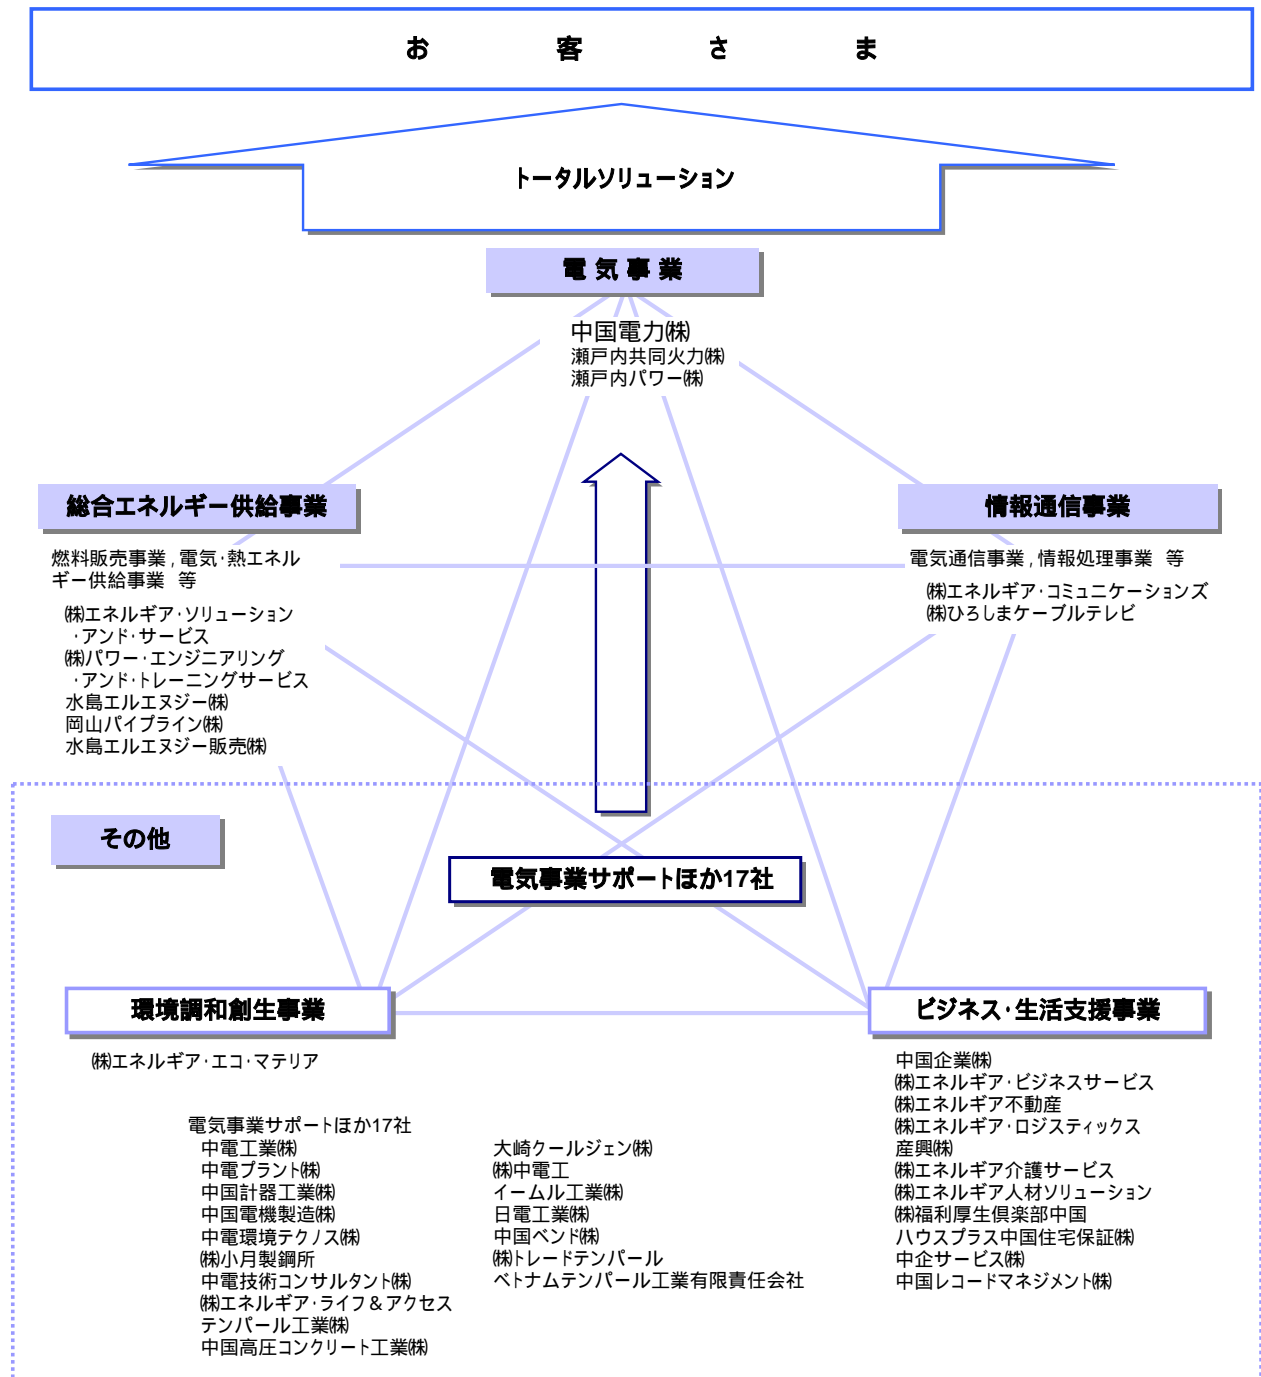 お客さま
トータルソリューション
電気事業
中国電力㈱
瀬戸内共同火力㈱
瀬戸内パワー㈱
総合エネルギー供給事業
燃料販売事業，電気・熱エネル
ギー供給事業 等
㈱エネルギア・ソリューション
・アンド・サービス
㈱パワー・エンジニアリング
・アンド・トレーニングサービス
水島エルエヌジー㈱
岡山パイプライン㈱
水島エルエヌジー販売㈱
情報通信事業
電気通信事業，情報処理事業 等
㈱エネルギア・コミュニケーションズ
㈱ひろしまケーブルテレビ
その他
電気事業サポートほか17社
環境調和創生事業
㈱エネルギア・エコ・マテリア
電気事業サポートほか17社
中電工業㈱
中電プラント㈱
中国計器工業㈱
中国電機製造㈱
中電環境テクノス㈱
㈱小月製鋼所
中電技術コンサルタント㈱
㈱エネルギア・ライフ＆アクセス
テンパール工業㈱
中国高圧コンクリート工業㈱
大崎クールジェン㈱
㈱中電工
イームル工業㈱
日電工業㈱
中国ベンド㈱
㈱トレードテンパール
ベトナムテンパール工業有限責任会社
ビジネス・生活支援事業
中国企業㈱
㈱エネルギア・ビジネスサービス
㈱エネルギア不動産
㈱エネルギア・ロジスティックス
産興㈱
㈱エネルギア介護サービス
㈱エネルギア人材ソリューション
㈱福利厚生倶楽部中国
ハウスプラス中国住宅保証㈱
中企サービス㈱
中国レコードマネジメント㈱